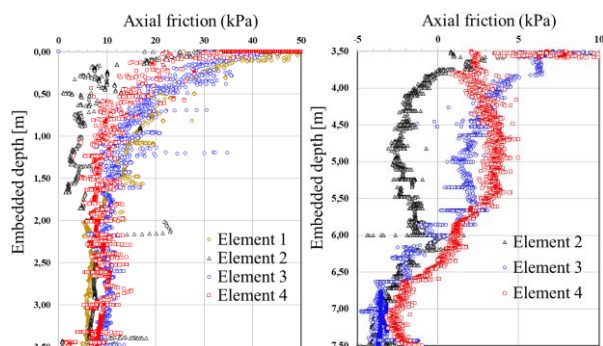 Axial friction (kPa)
0 10 20 30 40 50
0,00
0,50
1,00
1,50
2,00
2,50
3,00
3,50
Embedded depth [m]
Element 1
Element 2
Element 3
Element 4
Axial friction (kPa)
-5 0 5 10
3,50
4,00
4,50
5,00
5,50
6,00
6,50
7,00
7,50
Embedded depth [m]
Element 2
Element 3
Element 4